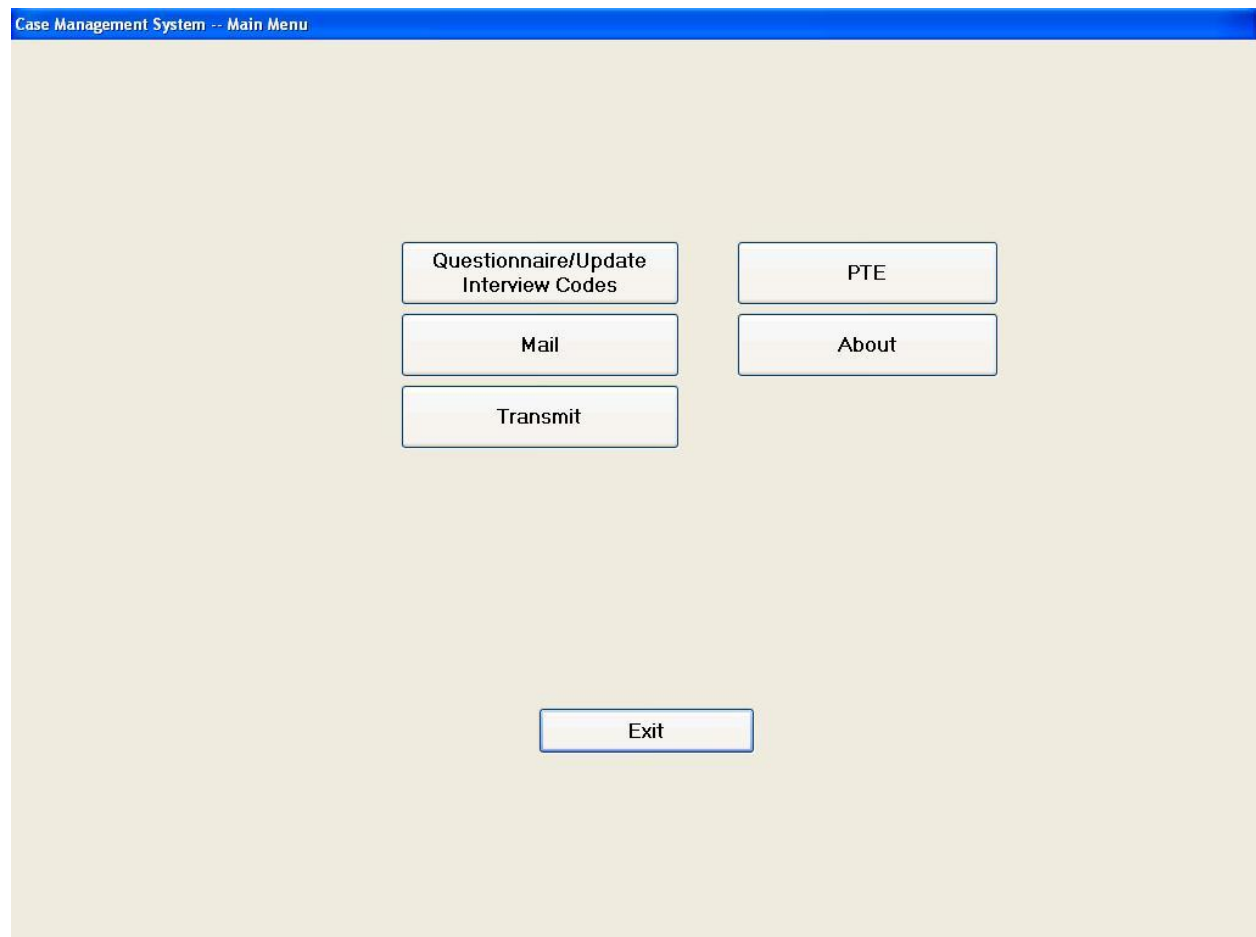 Case Management System -- Main Menu
Questionnaire/Update
Interview Codes
PTE
Mail
About
Transmit
Exit